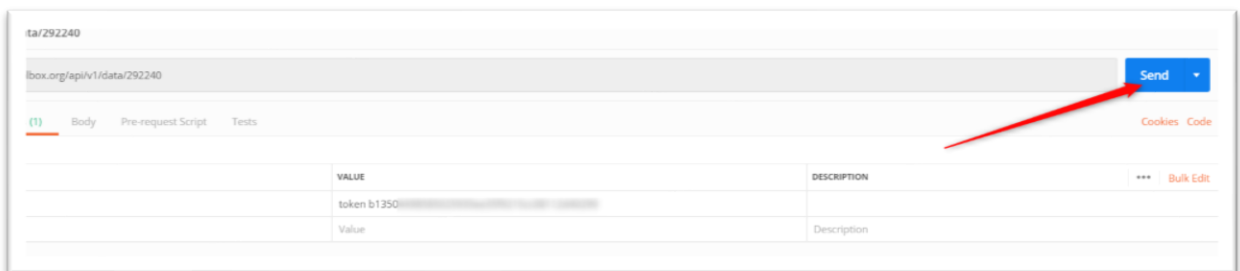 ta/292240
lbox.org/api/v1/data/292240
Send
(1) Body Pre-request Script Tests
Cookies Code
VALUE DESCRIPTION ••• Bulk Edit
token b1350
Value Description